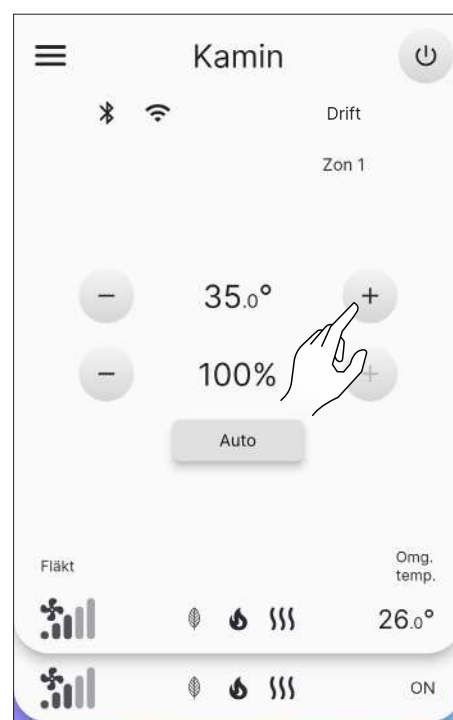 Kamin
Drift
Zon 1
− 35.0° +
− 100% +
Auto
Fläkt
Omg.
temp.
26.0°
ON